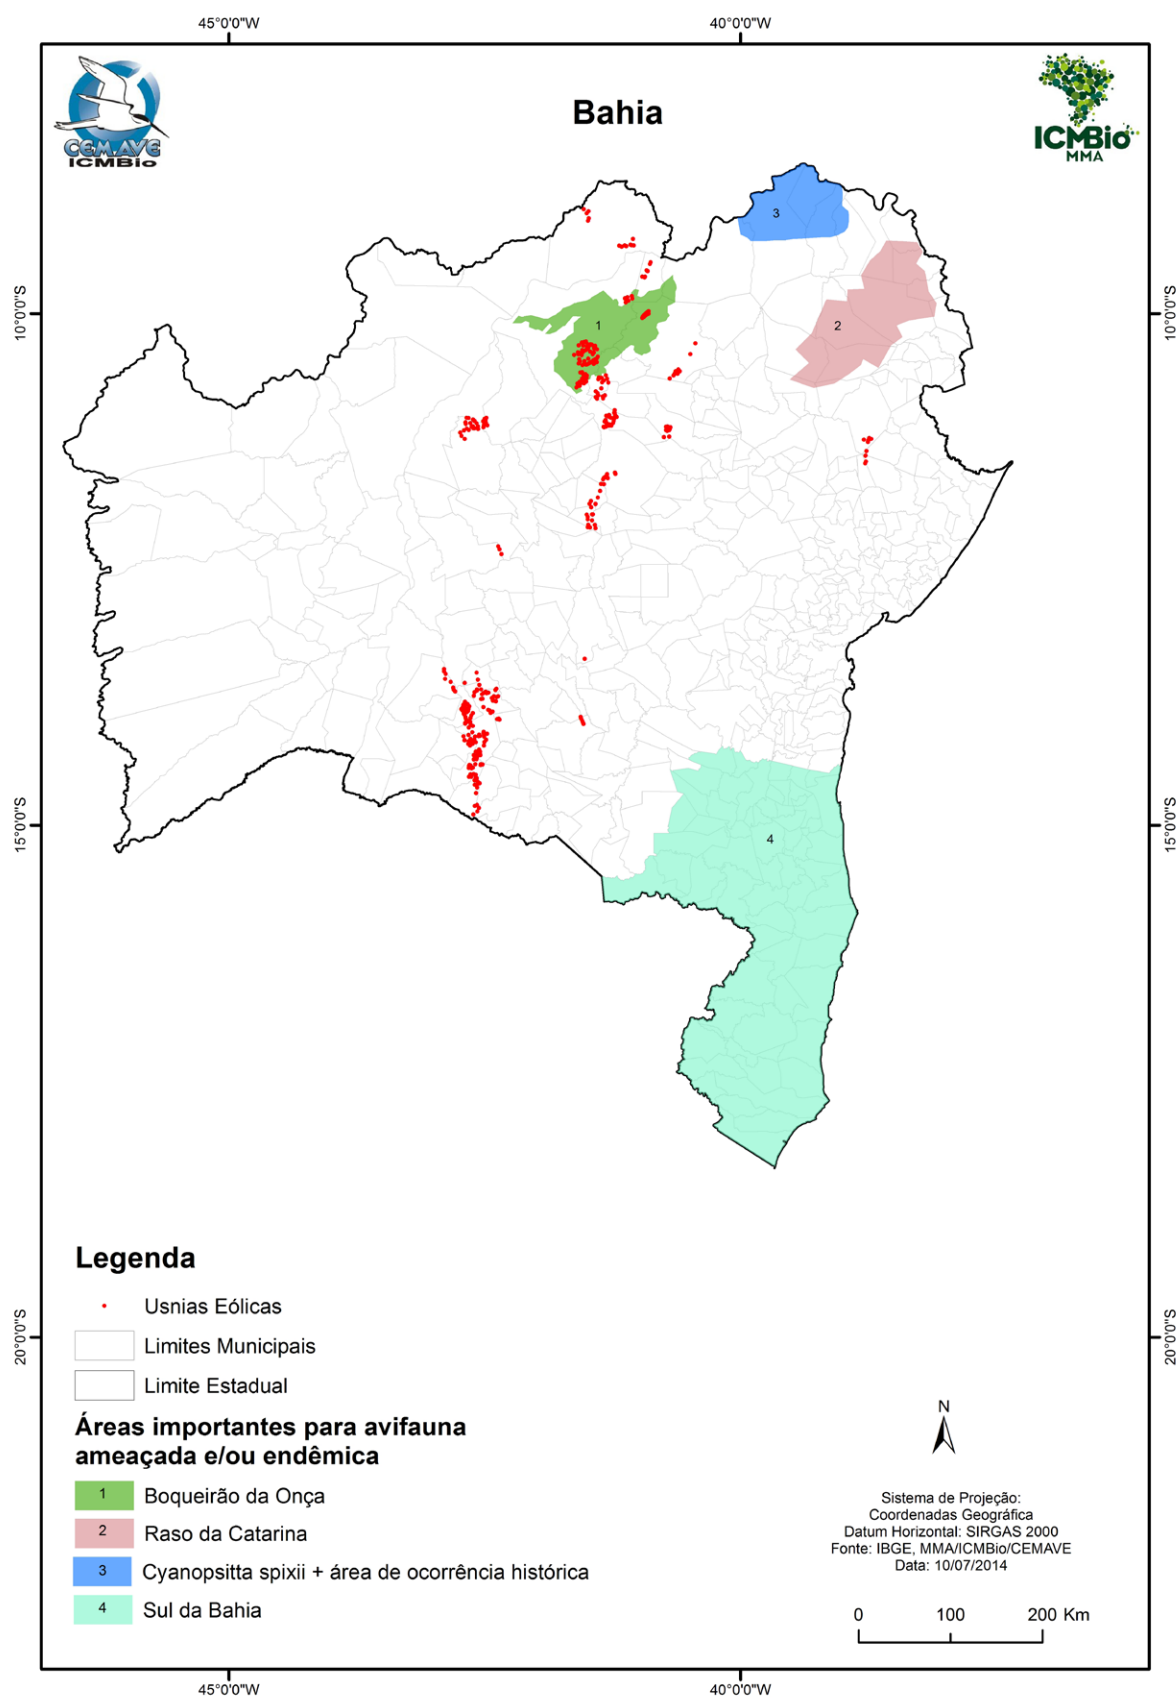 45°0'0"W
40°0'0"W
CEMAVE
ICMBio
Bahia
ICMBio
MMA
3
10°0'0"S
10°0'0"S
1
2
15°0'0"S
15°0'0"S
4
Legenda
Usnias Eólicas
20°0'0"S
20°0'0"S
Limites Municipais
Limite Estadual
Áreas importantes para avifauna
ameaçada e/ou endêmica
1 Boqueirão da Onça
2 Raso da Catarina
3 Cyanopsitta spixii + área de ocorrência histórica
4 Sul da Bahia
N
Sistema de Projeção:
Coordenadas Geográfica
Datum Horizontal: SIRGAS 2000
Fonte: IBGE, MMA/ICMBio/CEMAVE
Data: 10/07/2014
0 100 200 Km
45°0'0"W
40°0'0"W